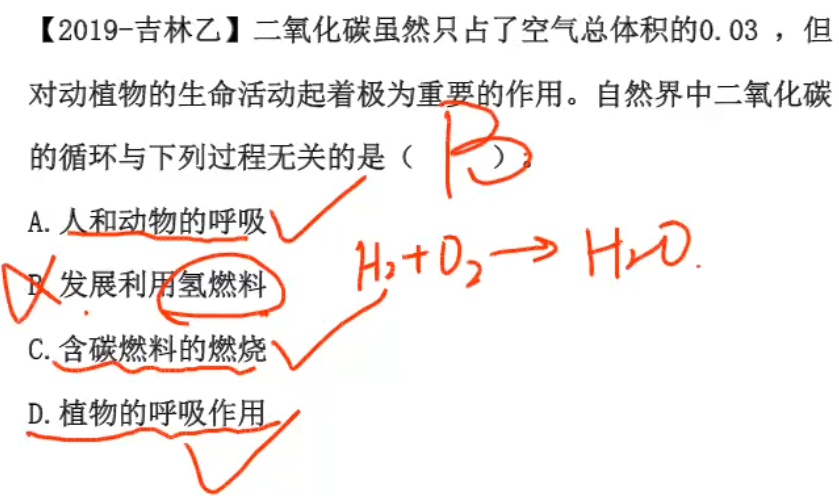 【2019-吉林乙】二氧化碳虽然只占了空气总体积的0.03 ，但
对动植物的生命活动起着极为重要的作用。自然界中二氧化碳
的循环与下列过程无关的是（ B ）。
A.人和动物的呼吸
H₂+O₂→H₂O.
B.发展利用氢燃料
C.含碳燃料的燃烧
D.植物的呼吸作用